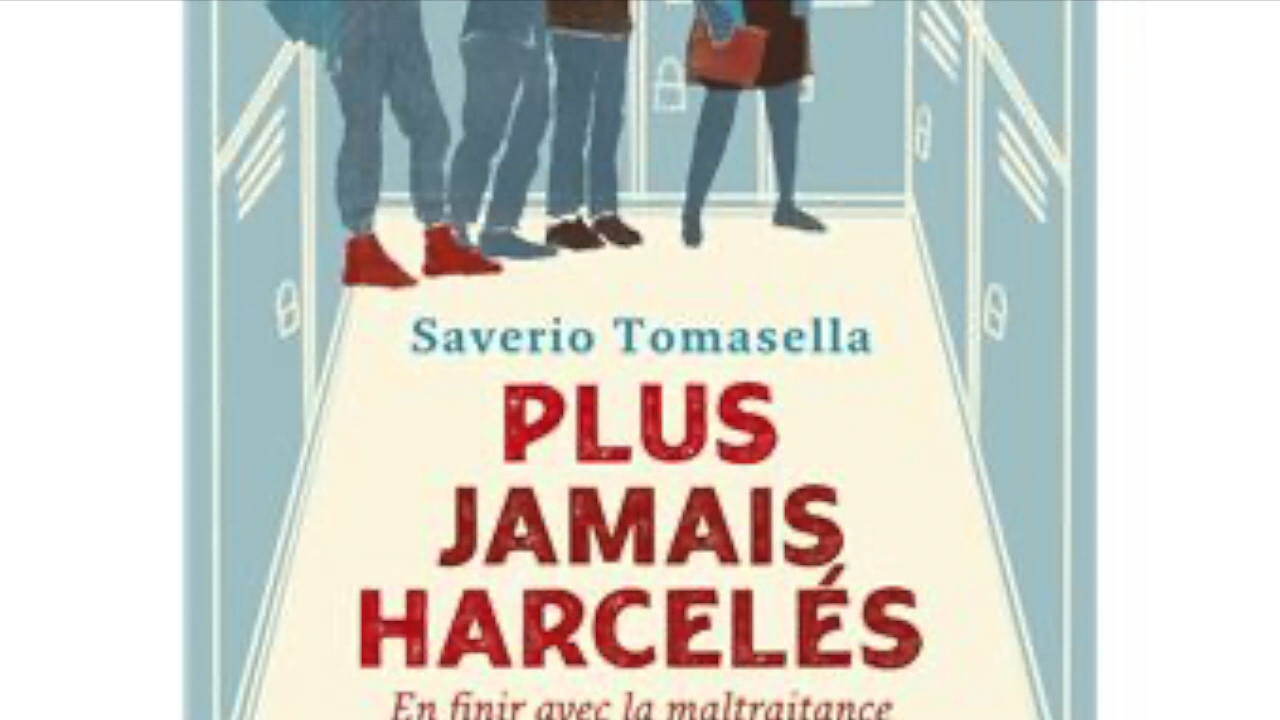 Saverio Tomasella
PLUS
JAMAIS
HARCELÉS
En finir avec la maltraitance